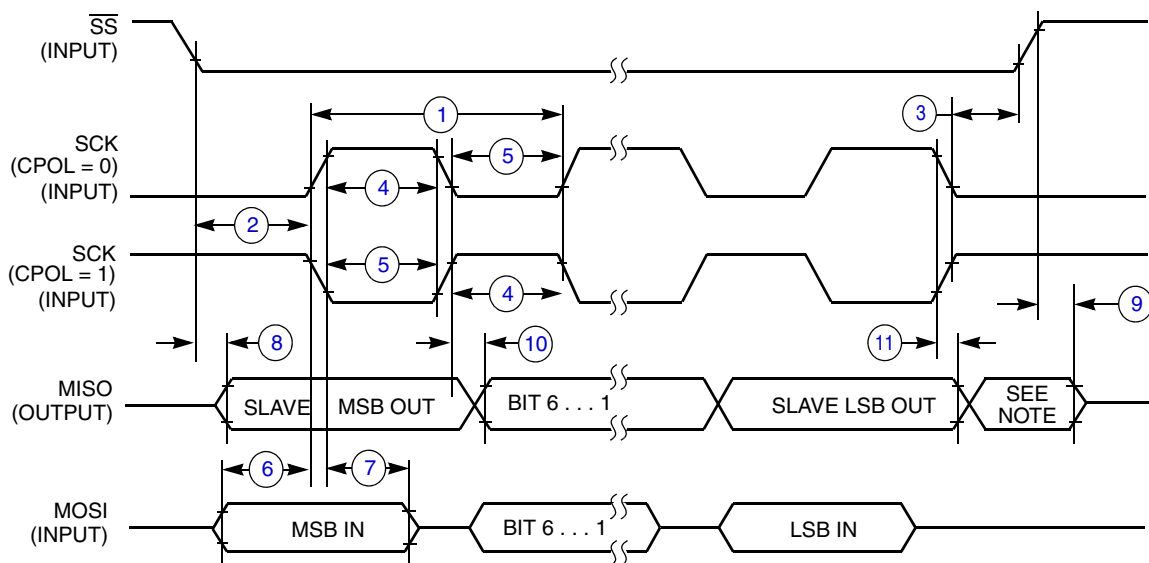 SS
(INPUT)
1
3
SCK
(CPOL = 0)
(INPUT)
5
4
2
SCK
(CPOL = 1)
(INPUT)
5
4
9
8
10
11
MISO
(OUTPUT)
SLAVE
MSB OUT
BIT 6 . . . 1
SLAVE LSB OUT
SEE
NOTE
6
7
MOSI
(INPUT)
MSB IN
BIT 6 . . . 1
LSB IN